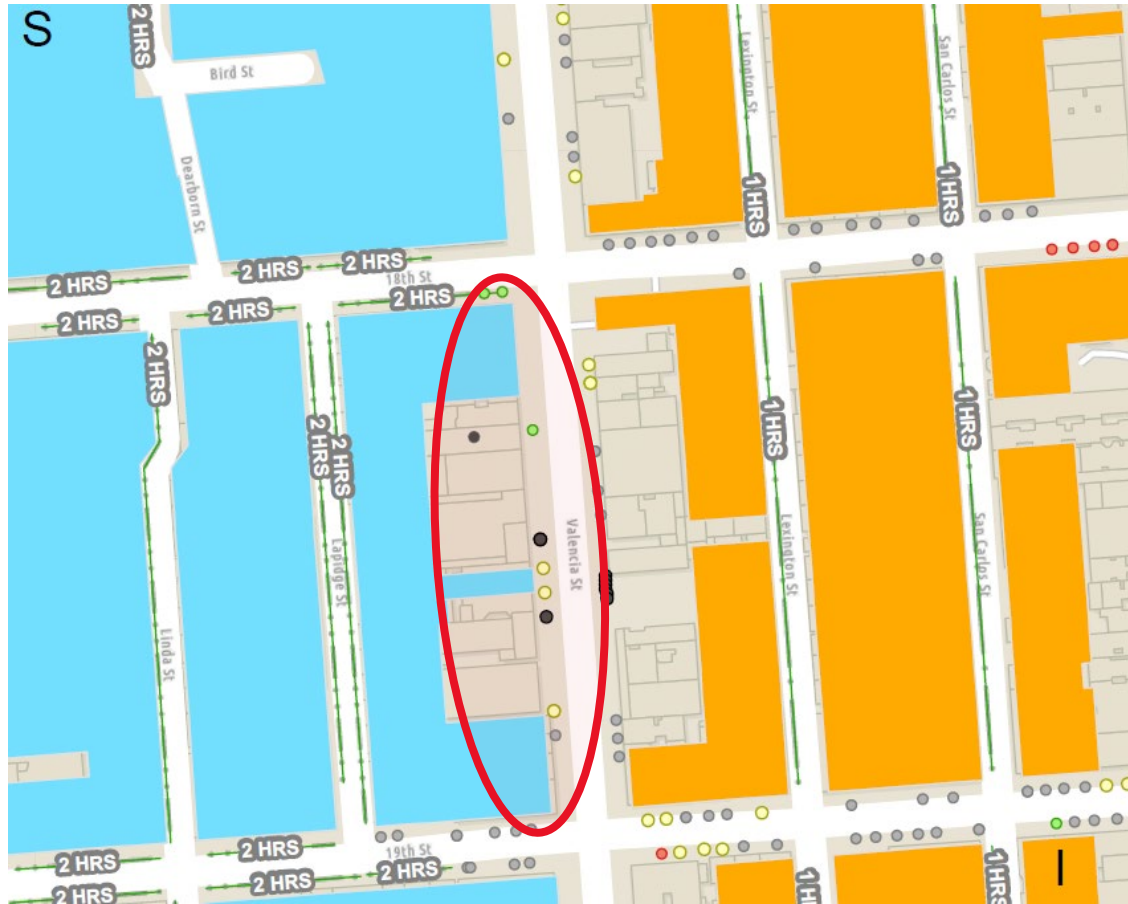 S
2 HRS
Bird St
Lexington St
San Carlos St
Dearborn St
1 HRS
1 HRS
2 HRS
2 HRS
2 HRS
18th St
2 HRS
2 HRS
2 HRS
2 HRS
2 HRS
1 HRS
1 HRS
2 HRS
2 HRS
Valencia St
Lexington St
San Carlos St
Lapidge St
Linda St
2 HRS
2 HRS
19th St
2 HRS
2 HRS
2 HRS
1 HRS
1 HRS
I